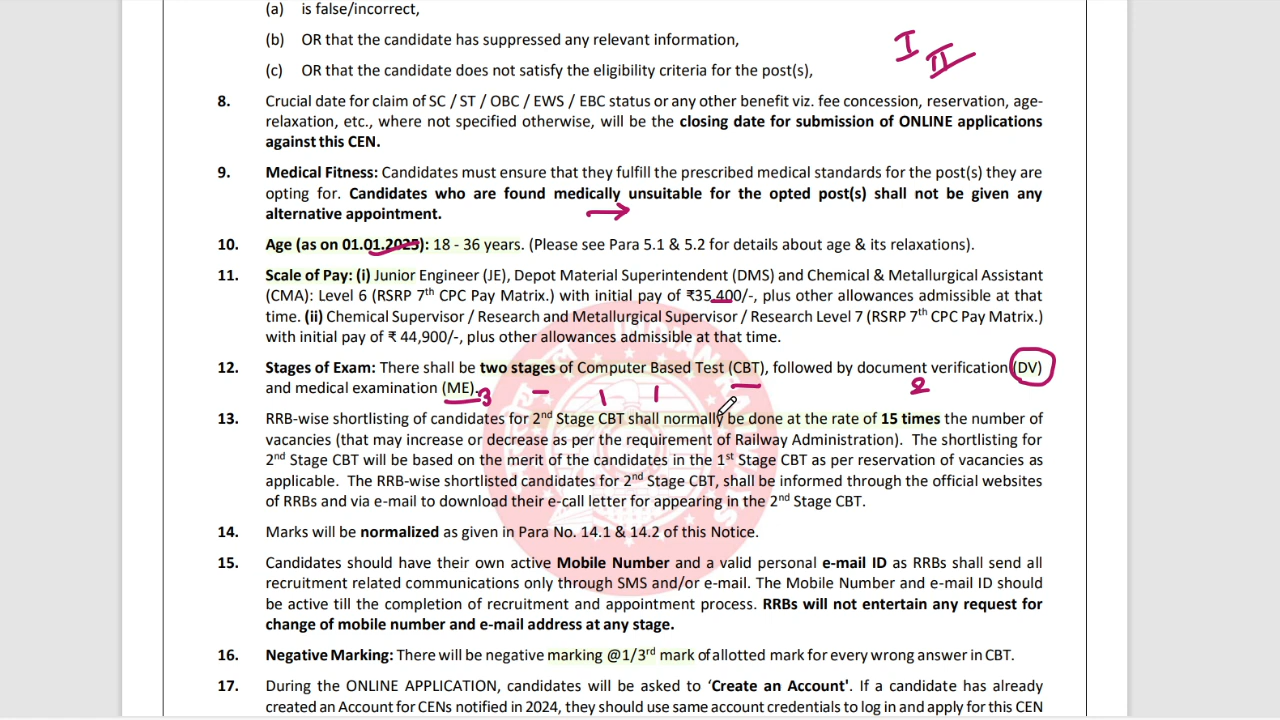 (a) is false/incorrect,
(b) OR that the candidate has suppressed any relevant information,
(c) OR that the candidate does not satisfy the eligibility criteria for the post(s),
I
II
8. Crucial date for claim of SC / ST / OBC / EWS / EBC status or any other benefit viz. fee concession, reservation, age-
relaxation, etc., where not specified otherwise, will be the closing date for submission of ONLINE applications
against this CEN.
9. Medical Fitness: Candidates must ensure that they fulfill the prescribed medical standards for the post(s) they are
opting for. Candidates who are found medically unsuitable for the opted post(s) shall not be given any
alternative appointment.
10. Age (as on 01.01.2025): 18 - 36 years. (Please see Para 5.1 & 5.2 for details about age & its relaxations).
11. Scale of Pay: (i) Junior Engineer (JE), Depot Material Superintendent (DMS) and Chemical & Metallurgical Assistant
(CMA): Level 6 (RSRP 7th CPC Pay Matrix.) with initial pay of ₹35,400/-, plus other allowances admissible at that
time. (ii) Chemical Supervisor / Research and Metallurgical Supervisor / Research Level 7 (RSRP 7th CPC Pay Matrix.)
with initial pay of ₹ 44,900/-, plus other allowances admissible at that time.
12. Stages of Exam: There shall be two stages of Computer Based Test (CBT), followed by document verification (DV)
and medical examination (ME).
3
2
13. RRB-wise shortlisting of candidates for 2nd Stage CBT shall normally be done at the rate of 15 times the number of
vacancies (that may increase or decrease as per the requirement of Railway Administration). The shortlisting for
2nd Stage CBT will be based on the merit of the candidates in the 1st Stage CBT as per reservation of vacancies as
applicable. The RRB-wise shortlisted candidates for 2nd Stage CBT, shall be informed through the official websites
of RRBs and via e-mail to download their e-call letter for appearing in the 2nd Stage CBT.
14. Marks will be normalized as given in Para No. 14.1 & 14.2 of this Notice.
15. Candidates should have their own active Mobile Number and a valid personal e-mail ID as RRBs shall send all
recruitment related communications only through SMS and/or e-mail. The Mobile Number and e-mail ID should
be active till the completion of recruitment and appointment process. RRBs will not entertain any request for
change of mobile number and e-mail address at any stage.
16. Negative Marking: There will be negative marking @1/3rd mark of allotted mark for every wrong answer in CBT.
17. During the ONLINE APPLICATION, candidates will be asked to ‘Create an Account'. If a candidate has already
created an Account for CENs notified in 2024, they should use same account credentials to log in and apply for this CEN